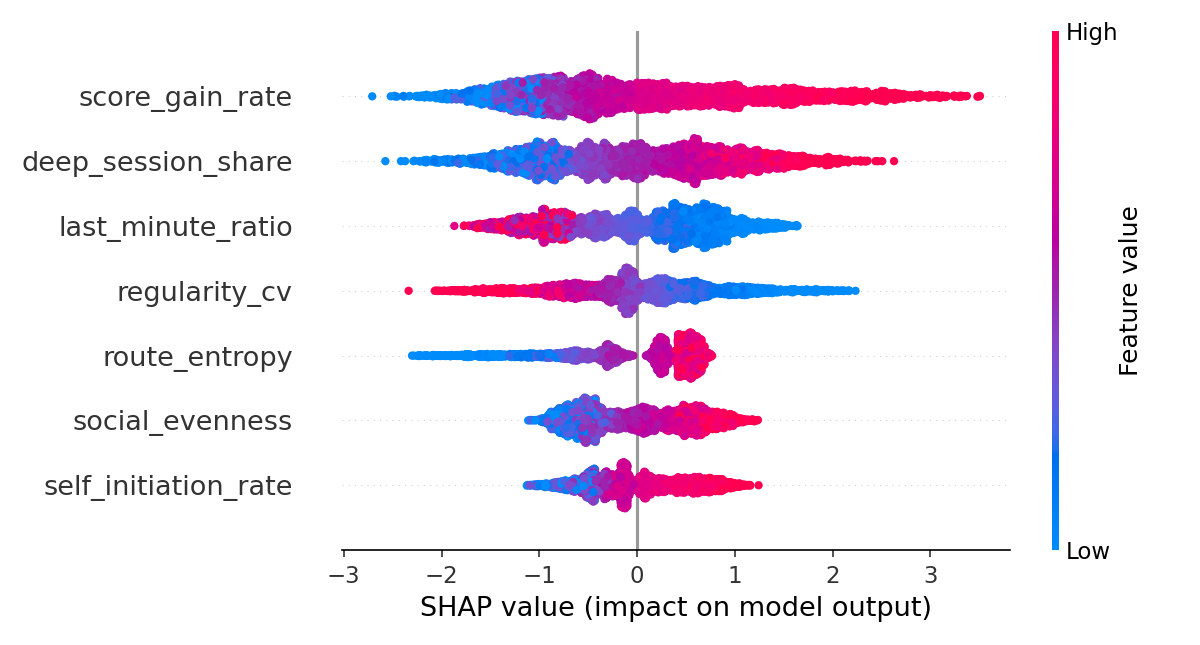 High
score_gain_rate
deep_session_share
last_minute_ratio
regularity_cv
route_entropy
social_evenness
self_initiation_rate
Feature value
Low
−3 −2 −1 0 1 2 3
SHAP value (impact on model output)